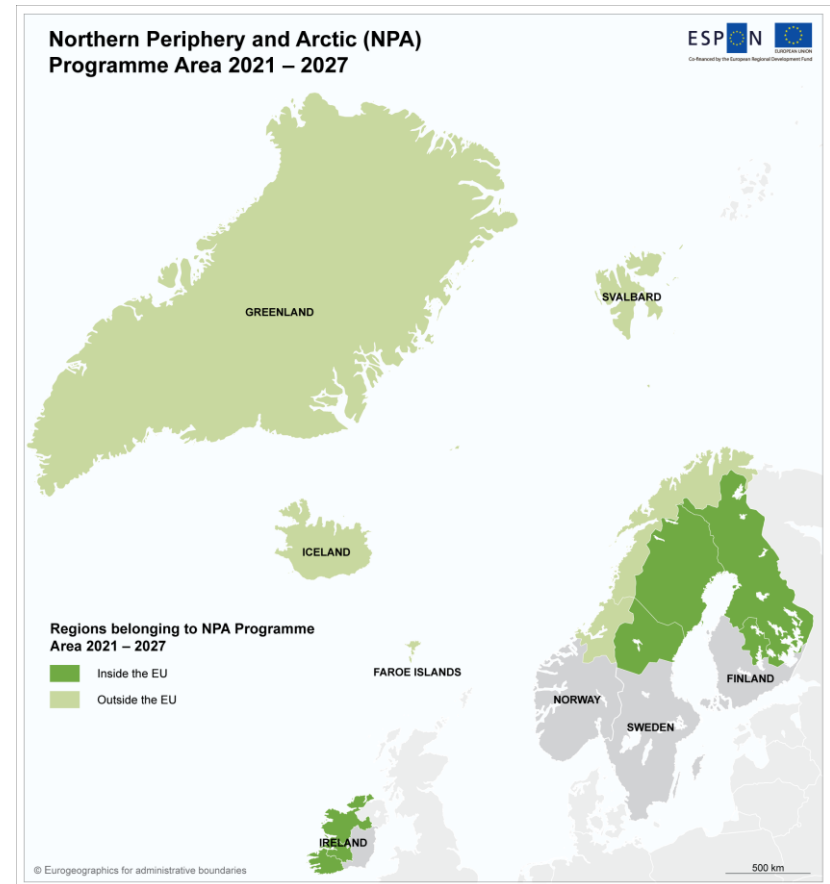 Northern Periphery and Arctic (NPA)
Programme Area 2021 – 2027
ESPON
EUROPEAN UNION
Co-financed by the European Regional Development Fund
GREENLAND
SVALBARD
ICELAND
Regions belonging to NPA Programme
Area 2021 – 2027
Inside the EU
Outside the EU
FAROE ISLANDS
FINLAND
NORWAY
SWEDEN
IRELAND
© Eurogeographics for administrative boundaries
500 km